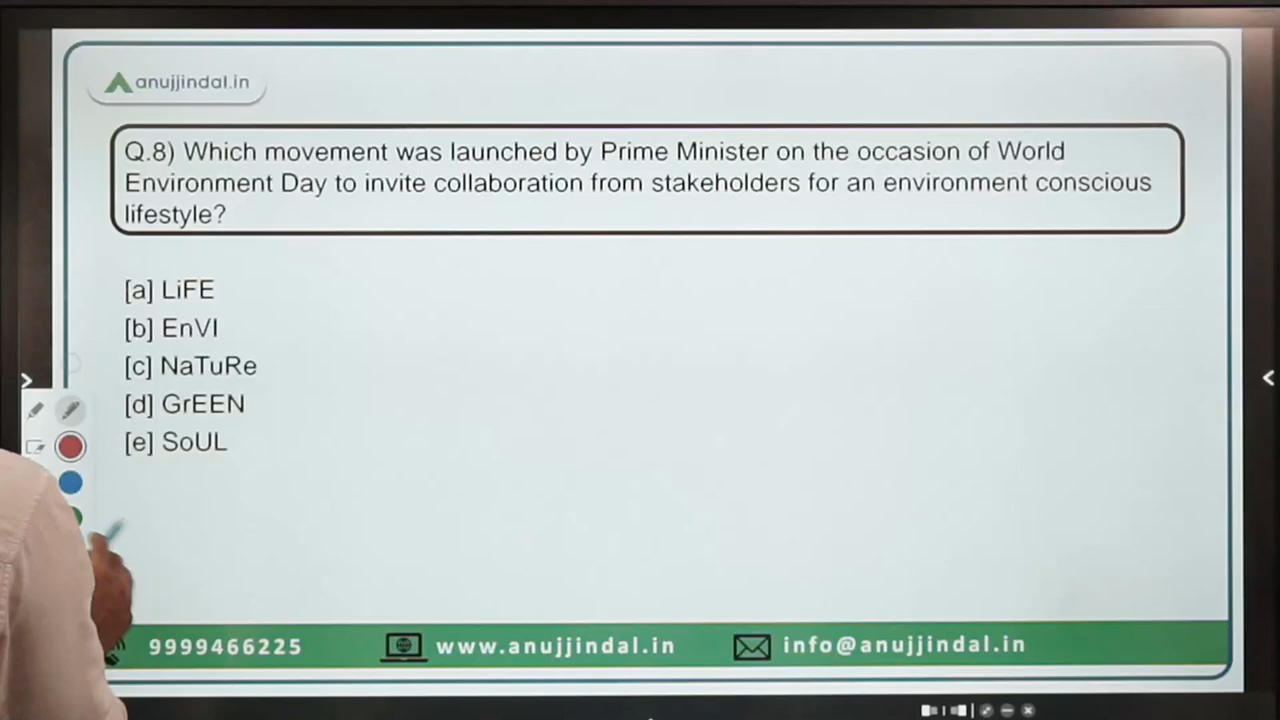 anujjindal.in
Q.8) Which movement was launched by Prime Minister on the occasion of World
Environment Day to invite collaboration from stakeholders for an environment conscious
lifestyle?
[a] LiFE
[b] EnVI
[c] NaTuRe
[d] GrEEN
[e] SoUL
9999466225 www.anujjindal.in info@anujjindal.in